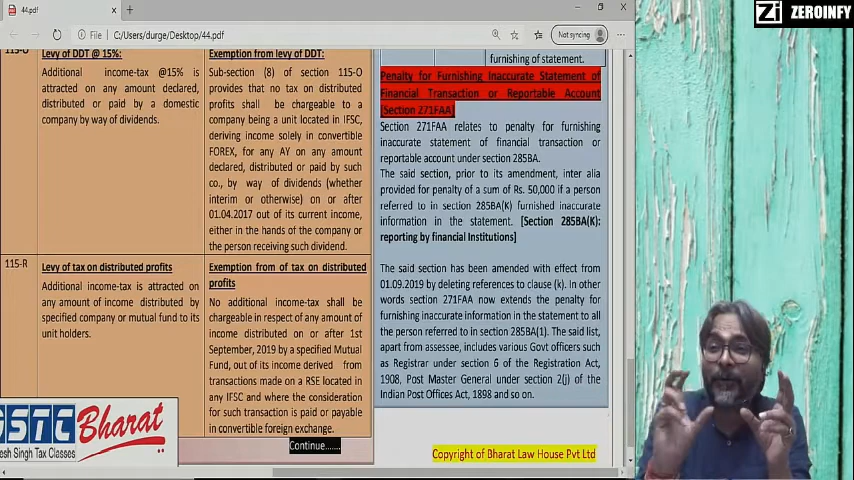 44.pdf
File
C:/Users/durge/Desktop/44.pdf
Not syncing
ZEROINFY
115-O
Levy of DDT @ 15%:
Additional income-tax @15% is
attracted on any amount declared,
distributed or paid by a domestic
company by way of dividends.
Exemption from levy of DDT:
Sub-section (8) of section 115-O
provides that no tax on distributed
profits shall be chargeable to a
company being a unit located in IFSC,
deriving income solely in convertible
FOREX, for any AY on any amount
declared, distributed or paid by such
co., by way of dividends (whether
interim or otherwise) on or after
01.04.2017 out of its current income,
either in the hands of the company or
the person receiving such dividend.
115-R
Levy of tax on distributed profits
Additional income-tax is attracted on
any amount of income distributed by
specified company or mutual fund to its
unit holders.
Exemption from of tax on distributed
profits
No additional income-tax shall be
chargeable in respect of any amount of
income distributed on or after 1st
September, 2019 by a specified Mutual
Fund, out of its income derived from
transactions made on a RSE located in
any IFSC and where the consideration
for such transaction is paid or payable
in convertible foreign exchange.
Continue.......
furnishing of statement.
Penalty for Furnishing Inaccurate Statement of
Financial Transaction or Reportable Account
[Section 271FAA]
Section 271FAA relates to penalty for furnishing
inaccurate statement of financial transaction or
reportable account under section 285BA.
The said section, prior to its amendment, inter alia
provided for penalty of a sum of Rs. 50,000 if a person
referred to in section 285BA(K) furnished inaccurate
information in the statement. [Section 285BA(K):
reporting by financial Institutions]
The said section has been amended with effect from
01.09.2019 by deleting references to clause (k). In other
words section 271FAA now extends the penalty for
furnishing inaccurate information in the statement to all
the person referred to in section 285BA(1). The said list,
apart from assessee, includes various Govt officers such
as Registrar under section 6 of the Registration Act,
1908, Post Master General under section 2(j) of the
Indian Post Offices Act, 1898 and so on.
Copyright of Bharat Law House Pvt Ltd
GSTC Bharat
esh Singh Tax Classes